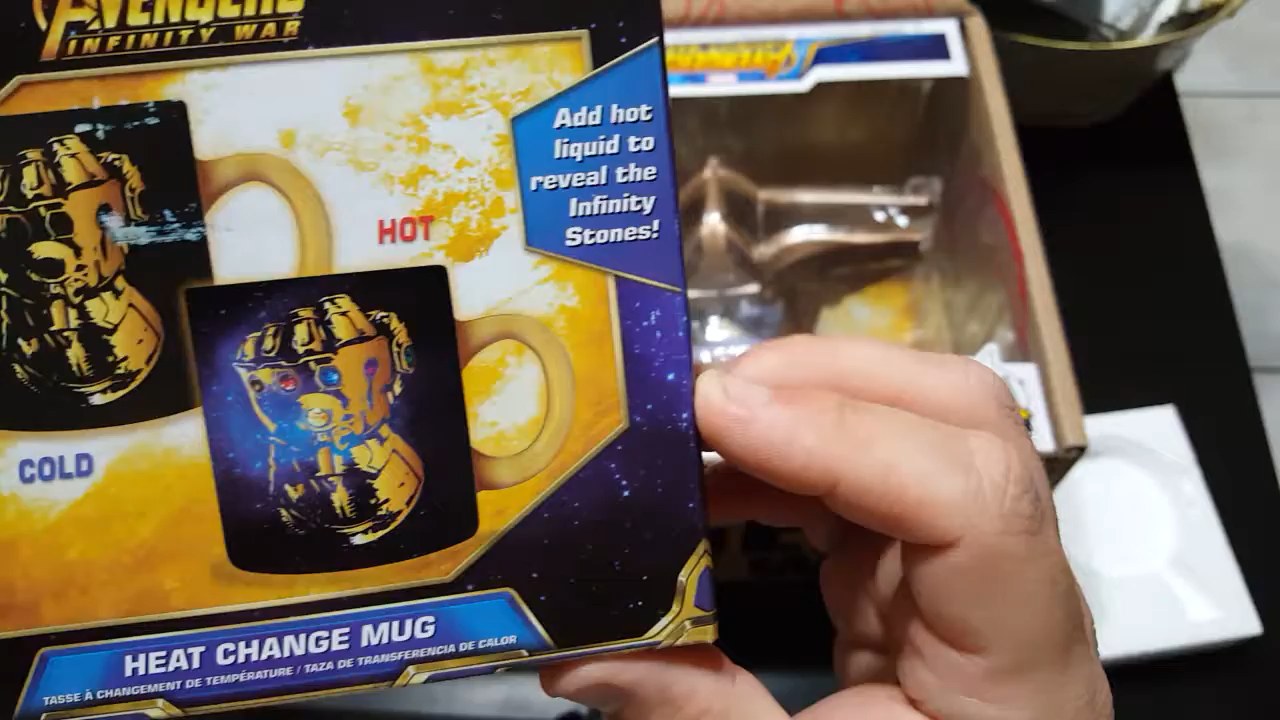 AVENGERS
INFINITY WAR
Add hot
liquid to
reveal the
Infinity
Stones!
HOT
COLD
HEAT CHANGE MUG
TASSE À CHANGEMENT DE TEMPÉRATURE / TAZA DE TRANSFERENCIA DE CALOR